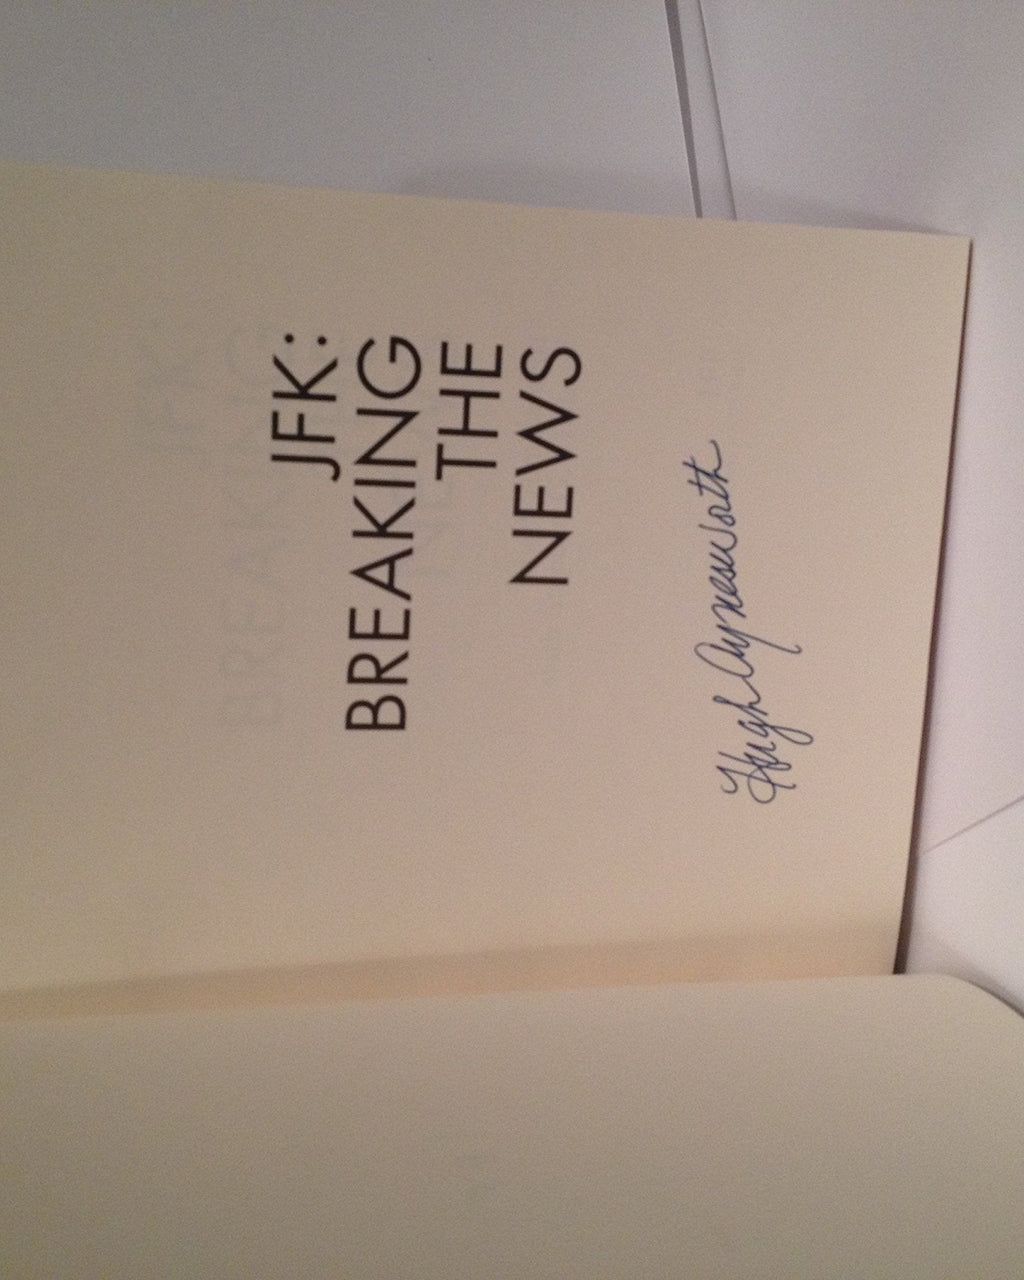 JFK:
BREAKING
THE
NEWS
Hugh Aynesworth